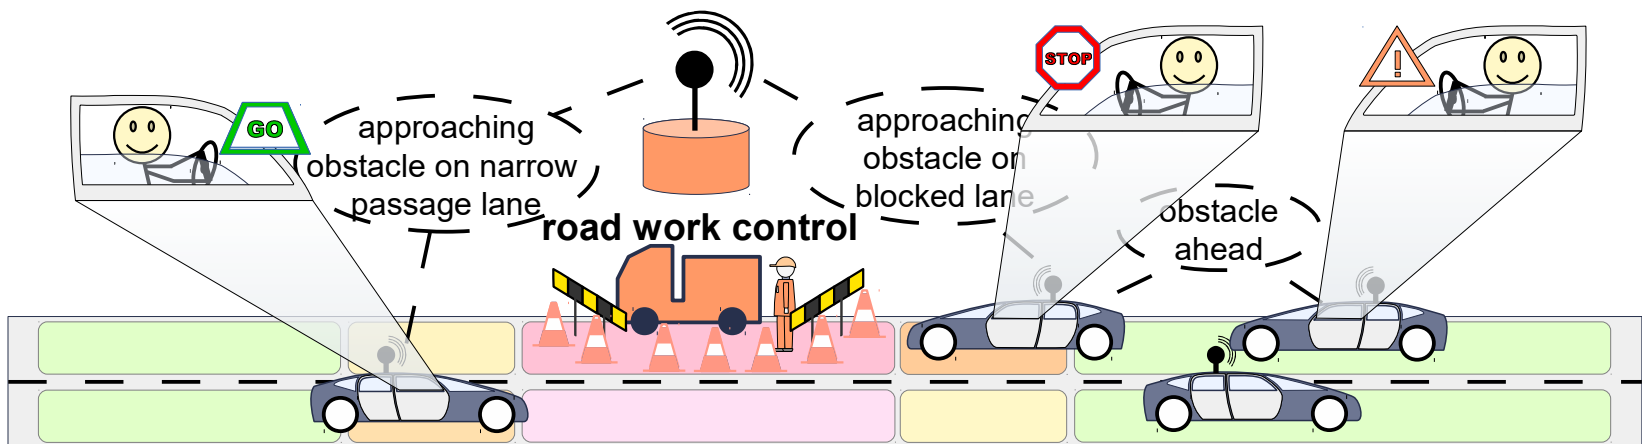 GO
approaching
obstacle on narrow
passage lane
road work control
approaching
obstacle on
blocked lane
STOP
!
obstacle
ahead